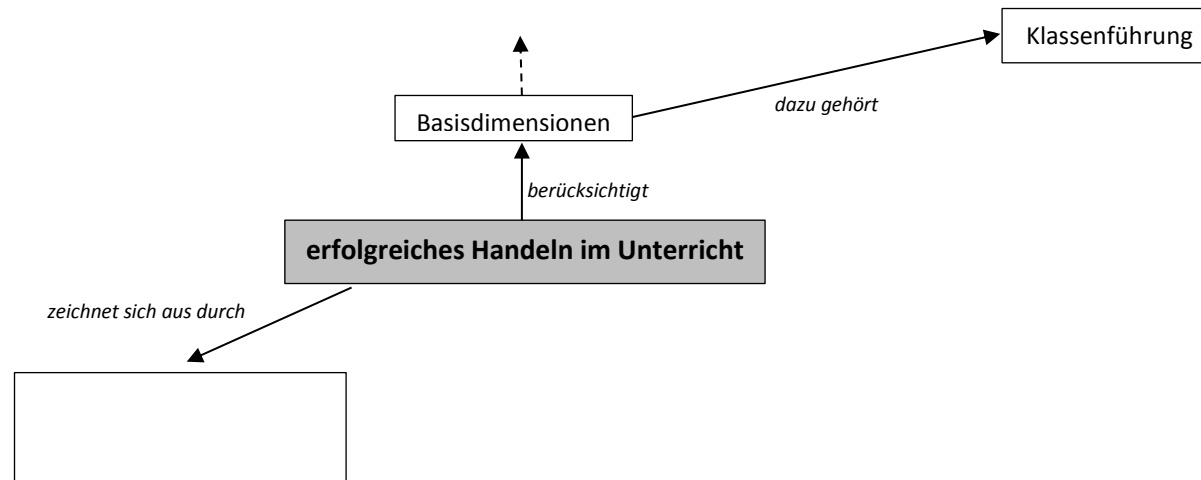 Klassenführung
dazu gehört
Basisdimensionen
berücksichtigt
erfolgreiches Handeln im Unterricht
zeichnet sich aus durch